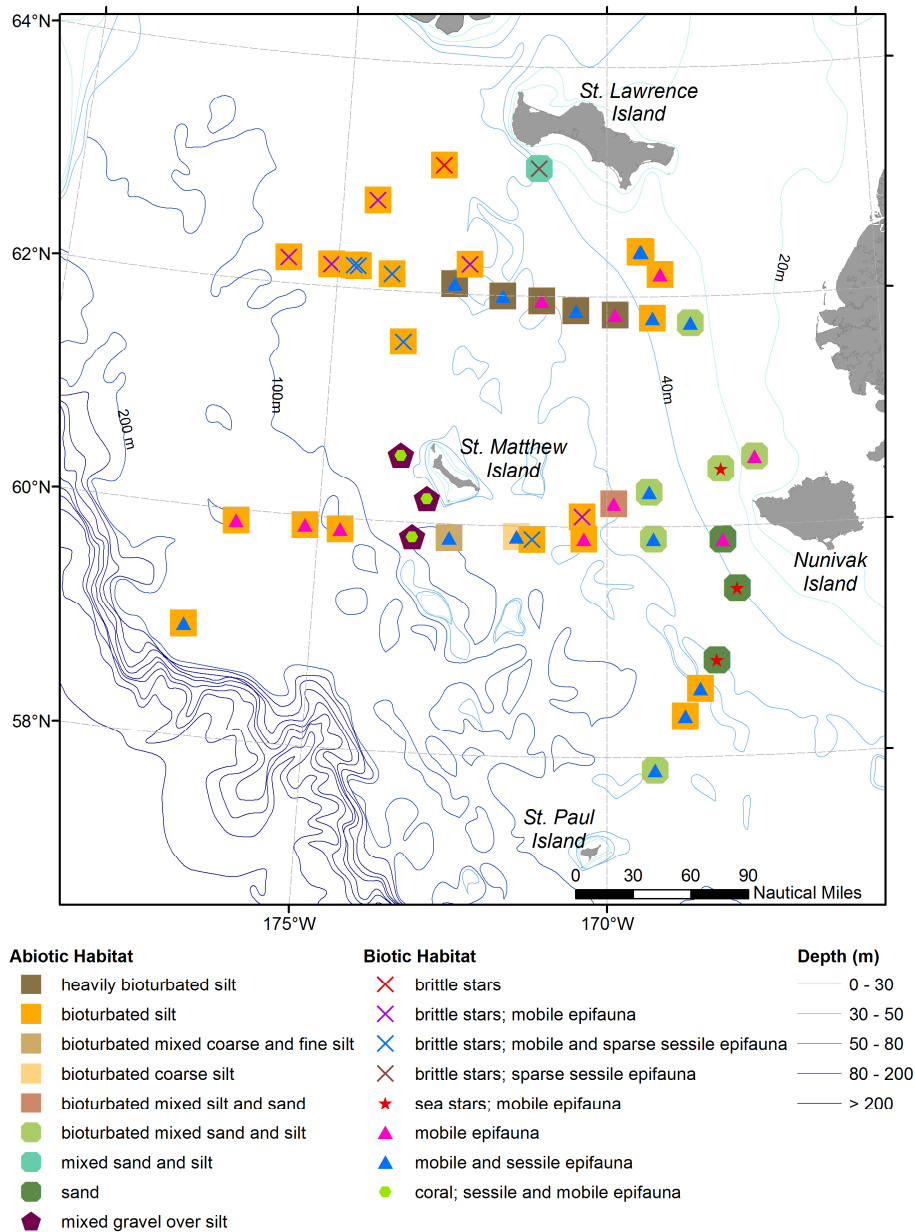 64°N
St. Lawrence
Island
62°N
20m
40m
100m
200 m
St. Matthew
Island
60°N
Nunivak
Island
58°N
St. Paul
Island
0 30 60 90
Nautical Miles
175°W 170°W
Abiotic Habitat
heavily bioturbated silt
bioturbated silt
bioturbated mixed coarse and fine silt
bioturbated coarse silt
bioturbated mixed silt and sand
bioturbated mixed sand and silt
mixed sand and silt
sand
mixed gravel over silt
Biotic Habitat
brittle stars
brittle stars; mobile epifauna
brittle stars; mobile and sparse sessile epifauna
brittle stars; sparse sessile epifauna
sea stars; mobile epifauna
mobile epifauna
mobile and sessile epifauna
coral; sessile and mobile epifauna
Depth (m)
0 - 30
30 - 50
50 - 80
80 - 200
> 200